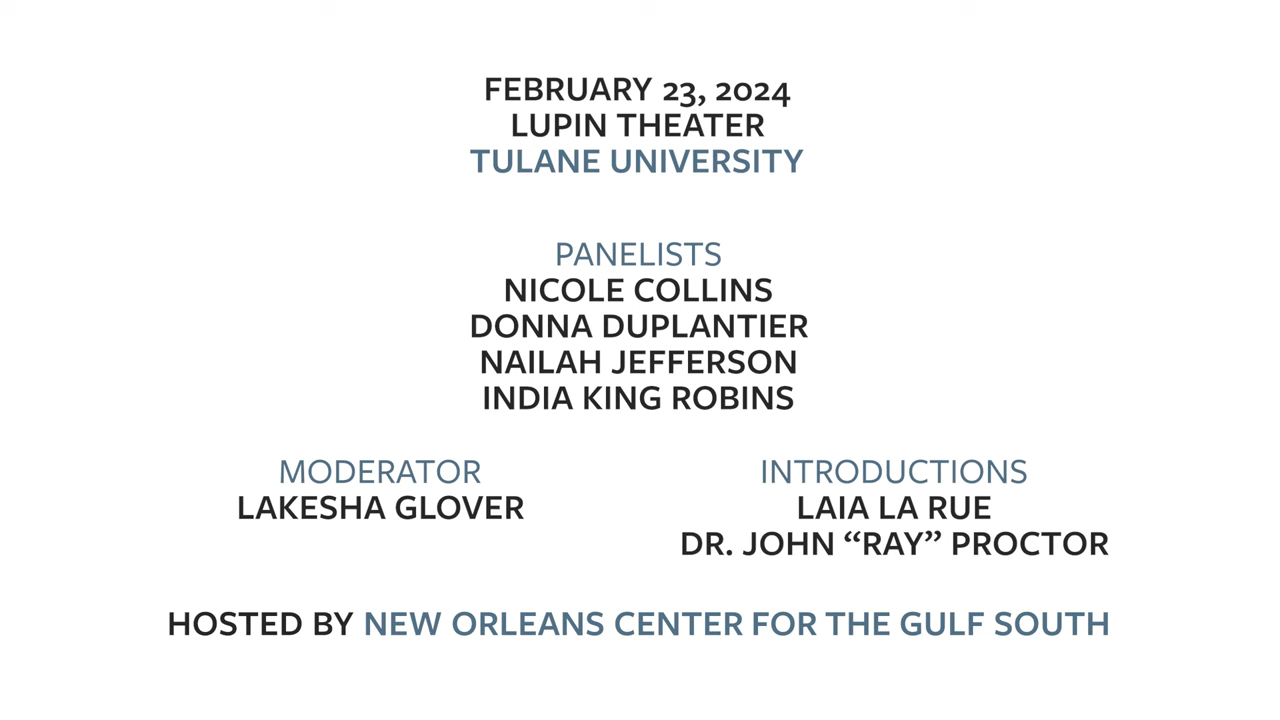 FEBRUARY 23, 2024
LUPIN THEATER
TULANE UNIVERSITY
PANELISTS
NICOLE COLLINS
DONNA DUPLANTIER
NAILAH JEFFERSON
INDIA KING ROBINS
MODERATOR
LAKESHA GLOVER
INTRODUCTIONS
LAIA LA RUE
DR. JOHN “RAY” PROCTOR
HOSTED BY NEW ORLEANS CENTER FOR THE GULF SOUTH